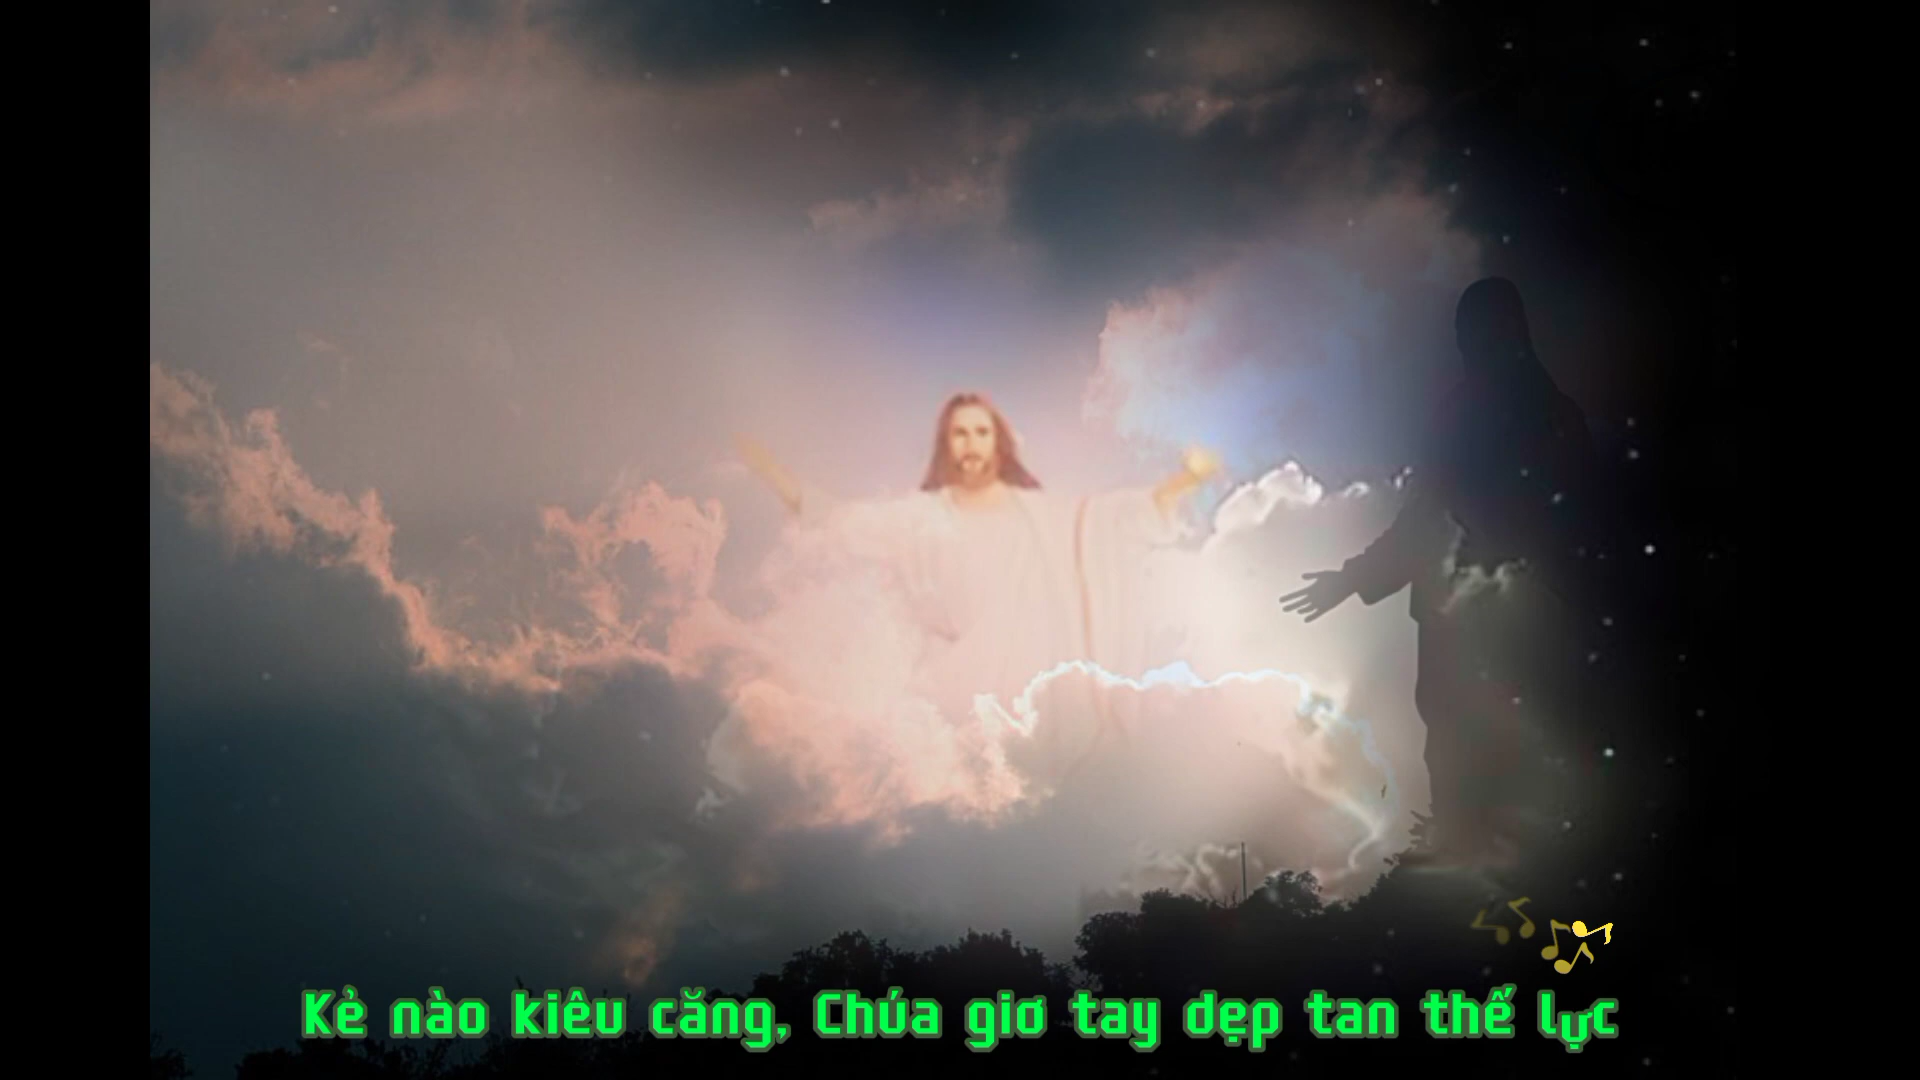 Kẻ nào kiêu căng, Chúa giơ tay dẹp tan thế lực